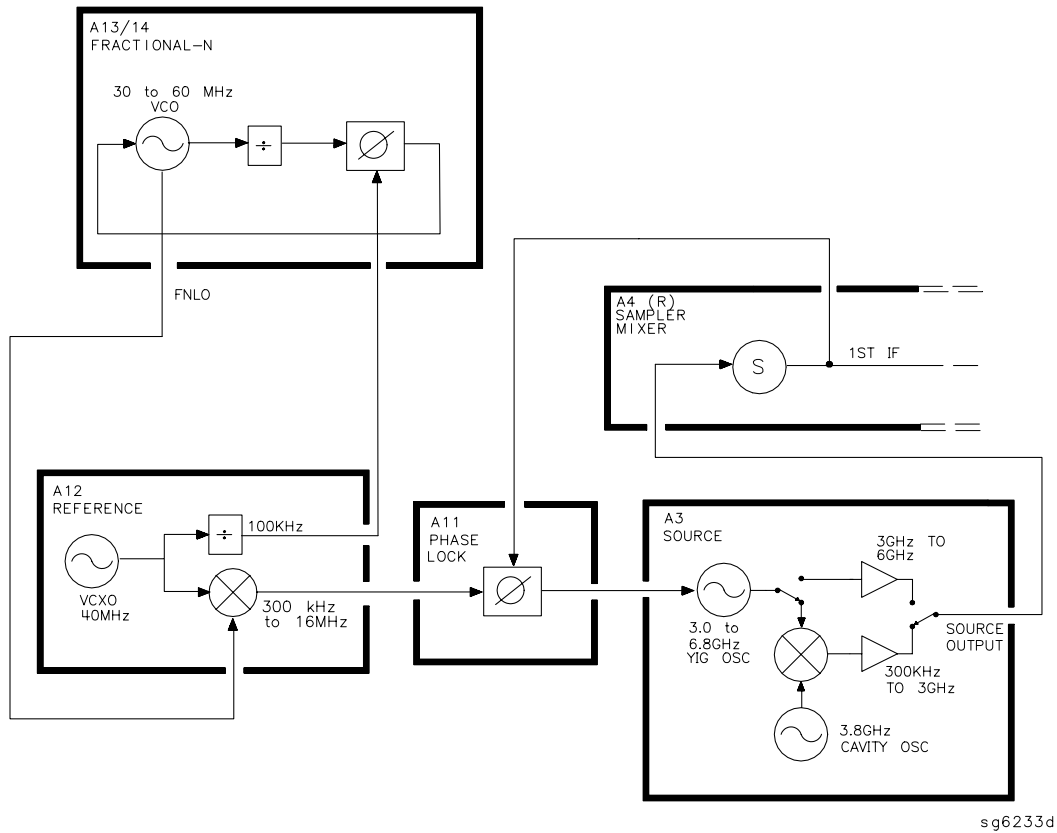 A13/14
FRACTIONAL-N
30 to 60 MHz
VCO
÷
FNLO
A4 (R)
SAMPLER
MIXER
S
1ST IF
A12
REFERENCE
÷
100KHz
VCXO
40MHz
300 kHz
to 16MHz
A11
PHASE
LOCK
A3
SOURCE
3GHz TO
6GHz
3.0 to
6.8GHz
YIG OSC
SOURCE
OUTPUT
300KHz
TO 3GHz
3.8GHz
CAVITY OSC
sg6233d